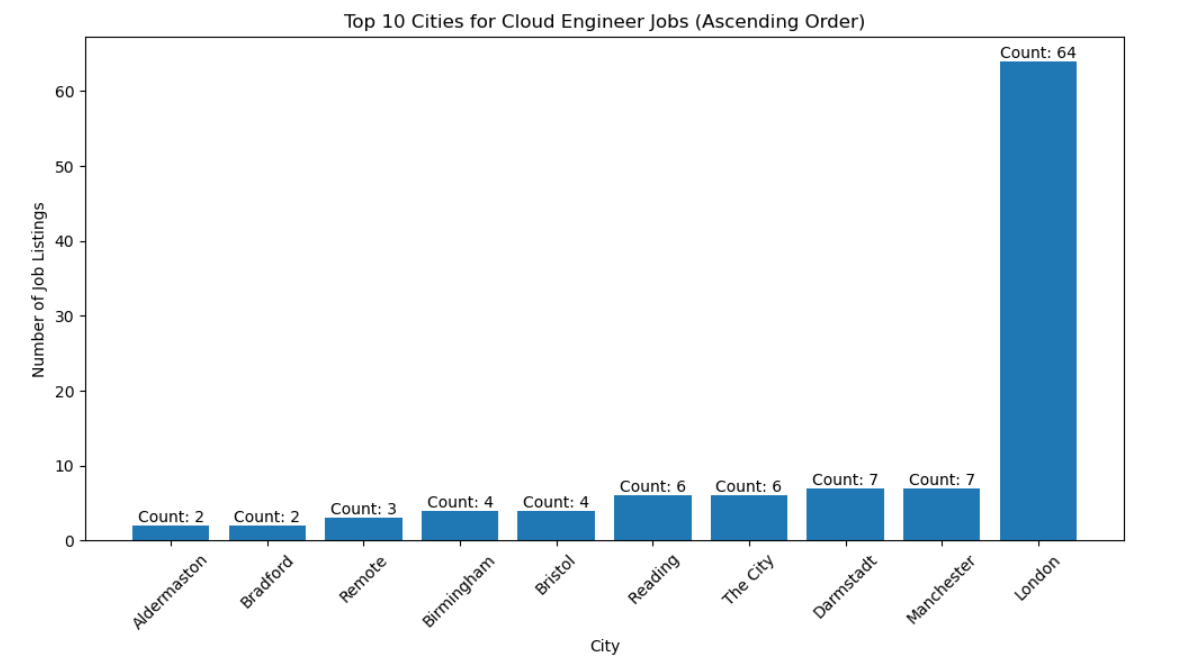 Top 10 Cities for Cloud Engineer Jobs (Ascending Order)
Number of Job Listings
60
50
40
30
20
10
0
Count: 2
Count: 2
Count: 3
Count: 4
Count: 4
Count: 6
Count: 6
Count: 7
Count: 7
Count: 64
Aldermaston
Bradford
Remote
Birmingham
Bristol
Reading
The City
Darmstadt
Manchester
London
City